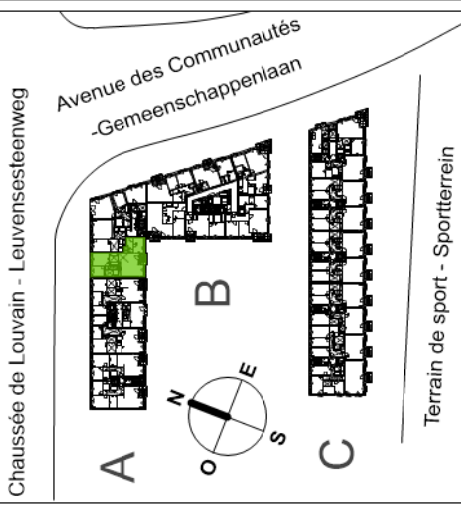 Avenue des Communautés
-Gemeenschappenlaan
Chaussée de Louvain - Leuvensesteenweg
Terrain de sport - Sportterrein
B
N
E
O
S
A
C